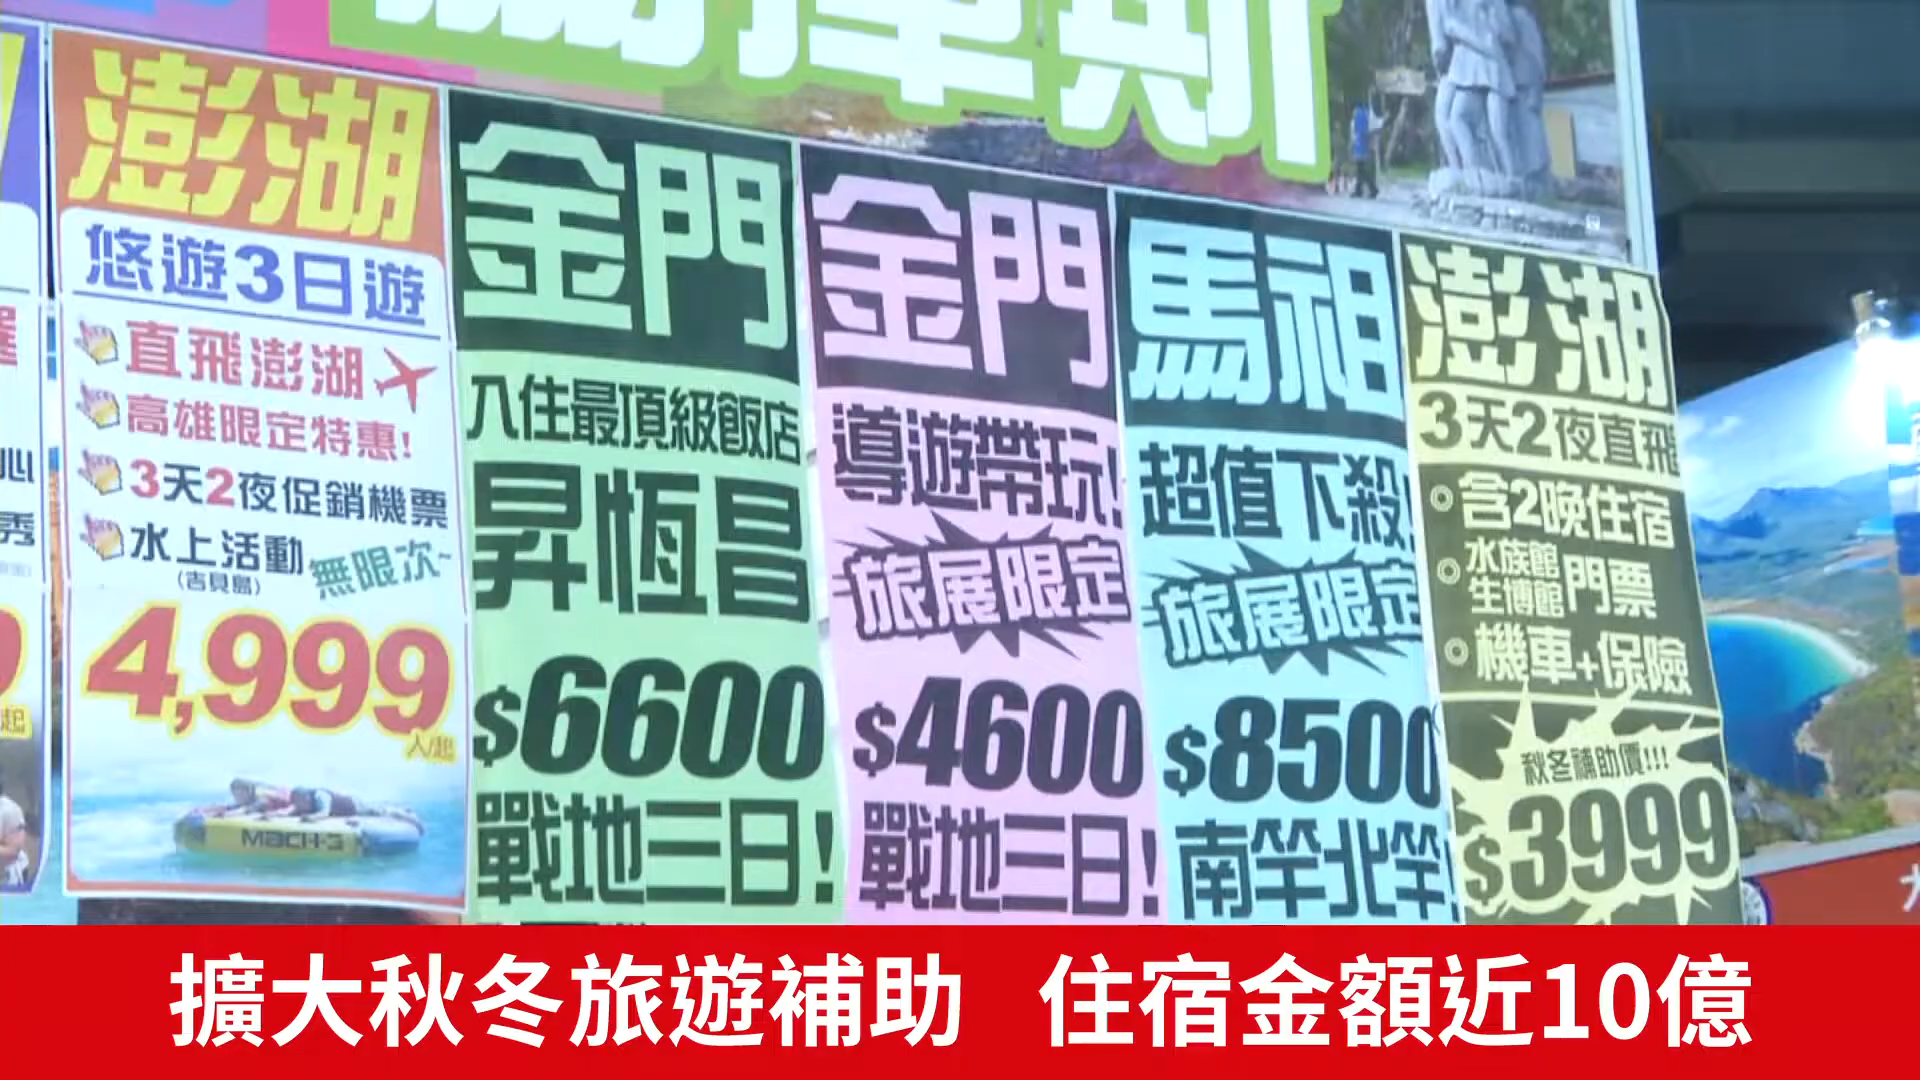 澎湖
悠遊3日遊
直飛澎湖
高雄限定特惠!
3天2夜促銷機票
水上活動 無限次~
(吉貝島)
4,999
人/起
MACH-3
金門
入住最頂級飯店
昇恆昌
$6600
戰地三日!
金門
導遊帶玩!
旅展限定
$4600
戰地三日!
馬祖
超值下殺!
旅展限定
$8500
南竿北竿!
澎湖
3天2夜直飛
含2晚住宿
水族館
生博館門票
機車+保險
秋冬補助價!!!
$3999
擴大秋冬旅遊補助 住宿金額近10億